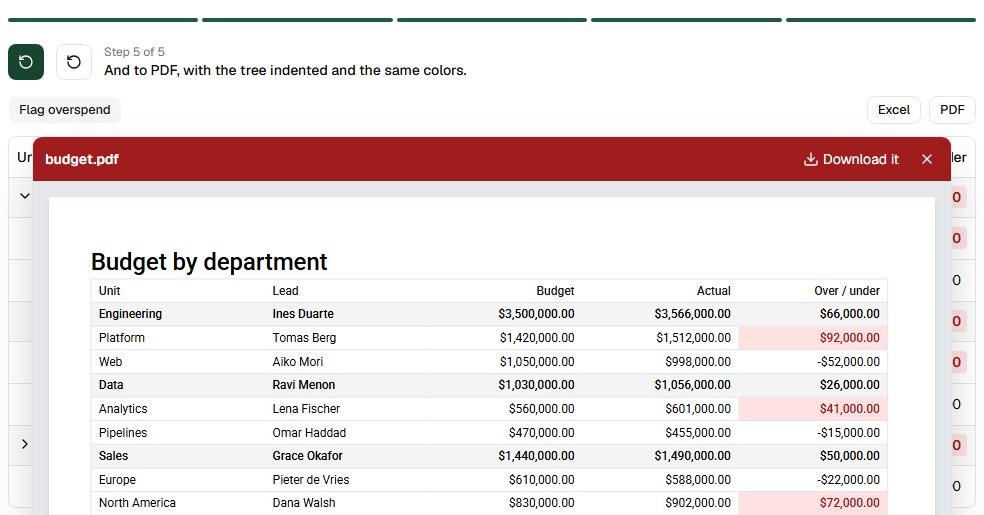 Step 5 of 5
And to PDF, with the tree indented and the same colors.
Flag overspend Excel PDF
budget.pdf Download it
Budget by department
Unit Lead Budget Actual Over / under
Engineering Ines Duarte $3,500,000.00 $3,566,000.00 $66,000.00
Platform Tomas Berg $1,420,000.00 $1,512,000.00 $92,000.00
Web Aiko Mori $1,050,000.00 $998,000.00 -$52,000.00
Data Ravi Menon $1,030,000.00 $1,056,000.00 $26,000.00
Analytics Lena Fischer $560,000.00 $601,000.00 $41,000.00
Pipelines Omar Haddad $470,000.00 $455,000.00 -$15,000.00
Sales Grace Okafor $1,440,000.00 $1,490,000.00 $50,000.00
Europe Pieter de Vries $610,000.00 $588,000.00 -$22,000.00
North America Dana Walsh $830,000.00 $902,000.00 $72,000.00